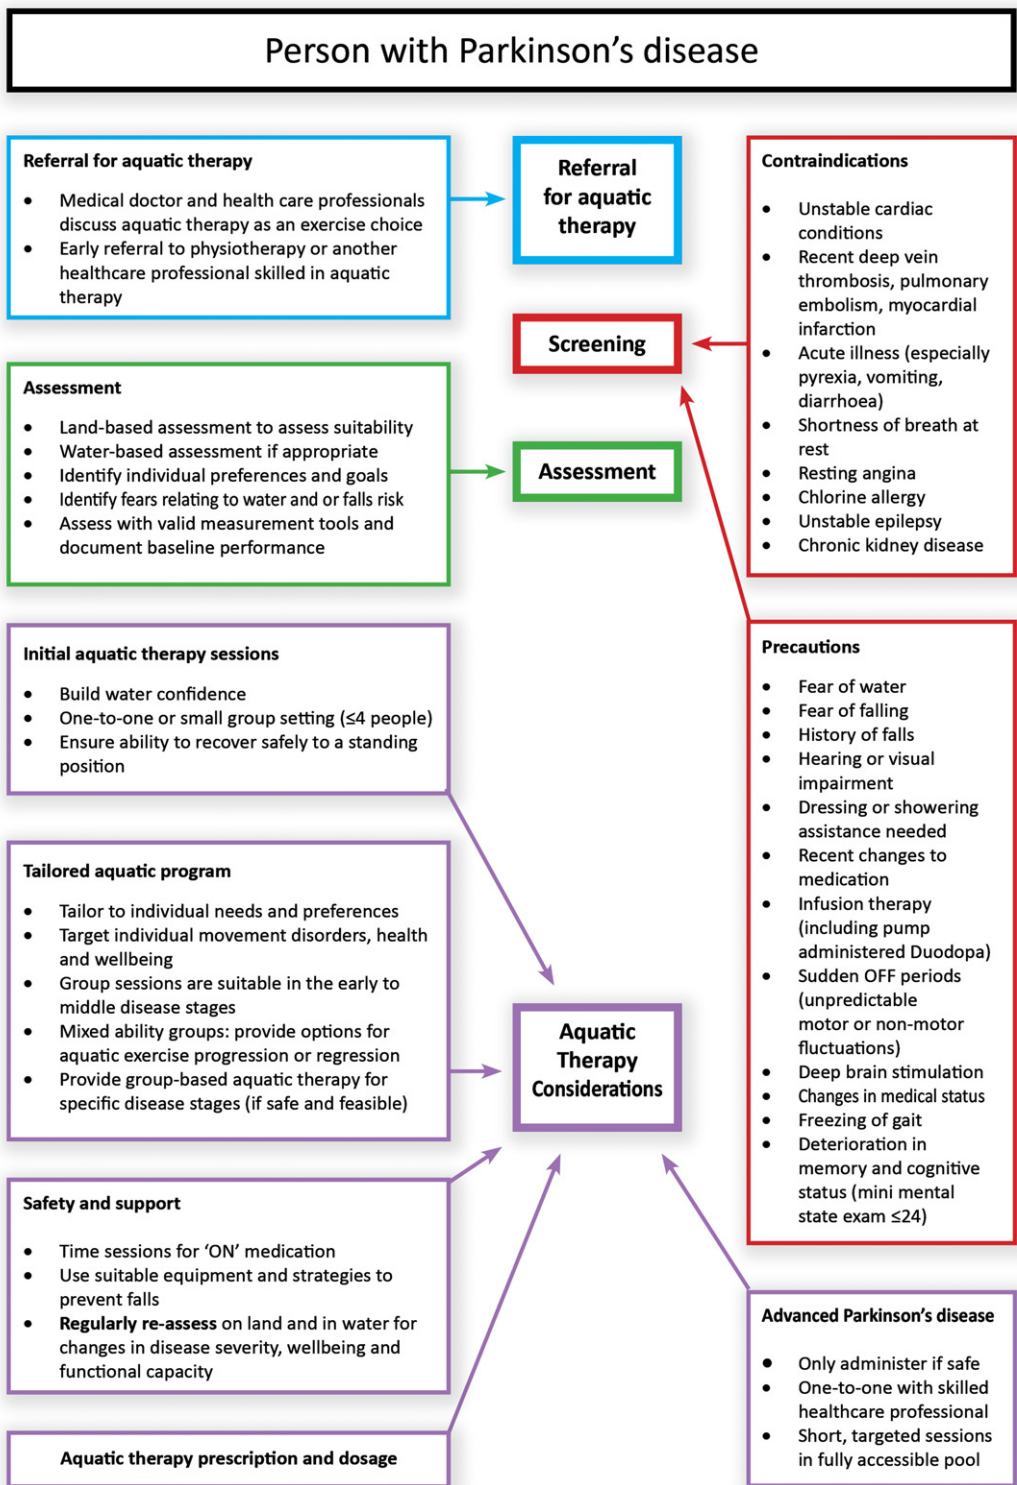 Person with Parkinson's disease
Referral for aquatic therapy
• Medical doctor and health care professionals
discuss aquatic therapy as an exercise choice
• Early referral to physiotherapy or another
healthcare professional skilled in aquatic
therapy
Referral
for aquatic
therapy
Contraindications
• Unstable cardiac
conditions
• Recent deep vein
thrombosis, pulmonary
embolism, myocardial
infarction
• Acute illness (especially
pyrexia, vomiting,
diarrhoea)
• Shortness of breath at
rest
• Resting angina
• Chlorine allergy
• Unstable epilepsy
• Chronic kidney disease
Screening
Assessment
• Land-based assessment to assess suitability
• Water-based assessment if appropriate
• Identify individual preferences and goals
• Identify fears relating to water and or falls risk
• Assess with valid measurement tools and
document baseline performance
Assessment
Initial aquatic therapy sessions
• Build water confidence
• One-to-one or small group setting (≤4 people)
• Ensure ability to recover safely to a standing
position
Precautions
• Fear of water
• Fear of falling
• History of falls
• Hearing or visual
impairment
• Dressing or showering
assistance needed
• Recent changes to
medication
• Infusion therapy
(including pump
administered Duodopa)
• Sudden OFF periods
(unpredictable
motor or non-motor
fluctuations)
• Deep brain stimulation
• Changes in medical status
• Freezing of gait
• Deterioration in
memory and cognitive
status (mini mental
state exam ≤24)
Tailored aquatic program
• Tailor to individual needs and preferences
• Target individual movement disorders, health
and wellbeing
• Group sessions are suitable in the early to
middle disease stages
• Mixed ability groups: provide options for
aquatic exercise progression or regression
• Provide group-based aquatic therapy for
specific disease stages (if safe and feasible)
Aquatic
Therapy
Considerations
Safety and support
• Time sessions for 'ON' medication
• Use suitable equipment and strategies to
prevent falls
• Regularly re-assess on land and in water for
changes in disease severity, wellbeing and
functional capacity
Advanced Parkinson's disease
• Only administer if safe
• One-to-one with skilled
healthcare professional
• Short, targeted sessions
in fully accessible pool
Aquatic therapy prescription and dosage